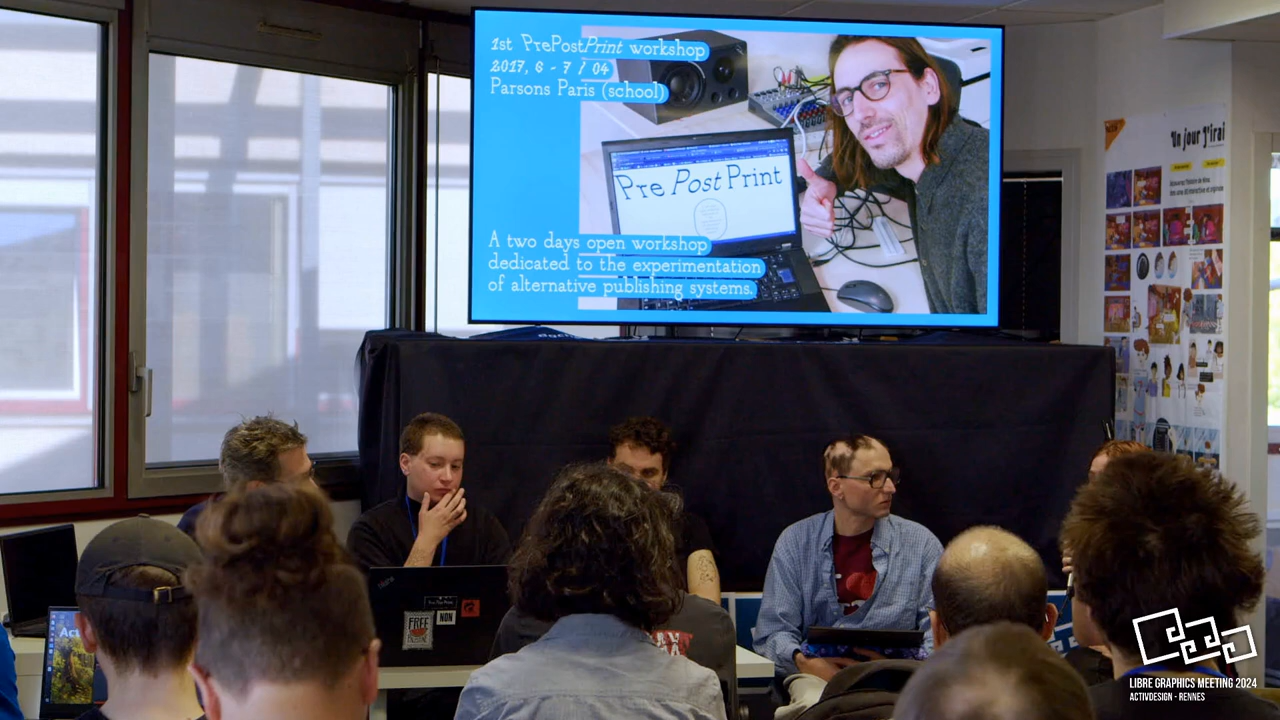 1st PrePostPrint workshop
2017, 6 - 7 / 04
Parsons Paris (school)
Pre Post Print
A two days open workshop
dedicated to the experimentation
of alternative publishing systems.
Un jour j'irai
FREE
NON
LIBRE GRAPHICS MEETING 2024
ACTIVDESIGN - RENNES